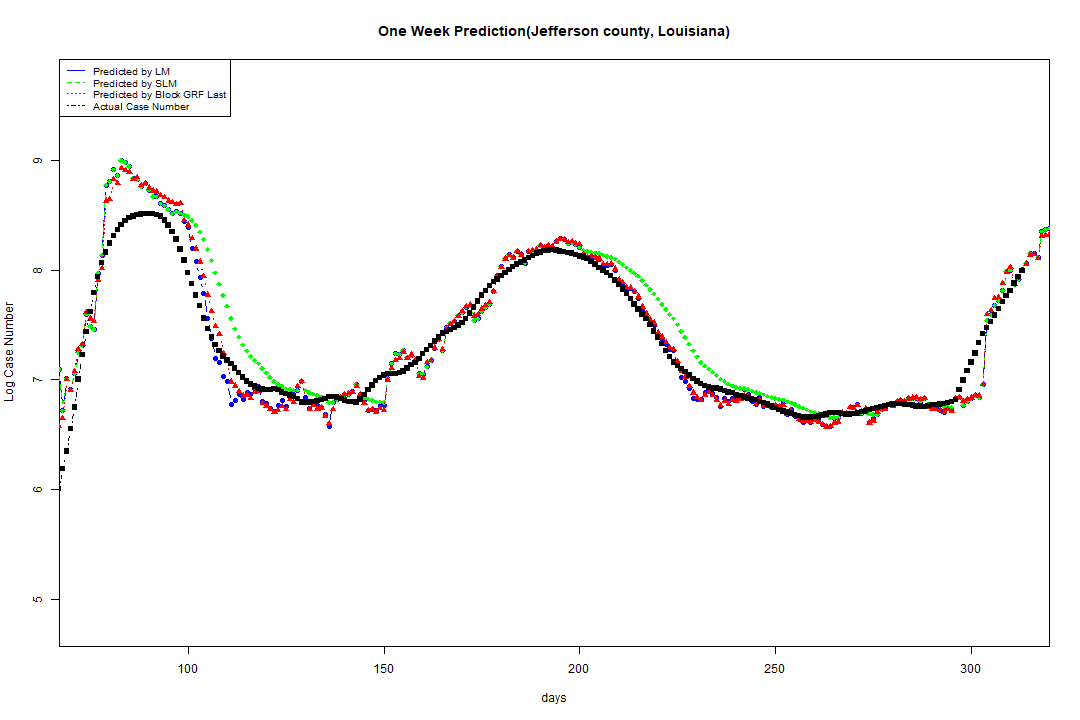 One Week Prediction(Jefferson county, Louisiana)
Predicted by LM
Predicted by SLM
Predicted by Block GRF Last
Actual Case Number
9
8
7
6
5
Log Case Number
100 150 200 250 300
days